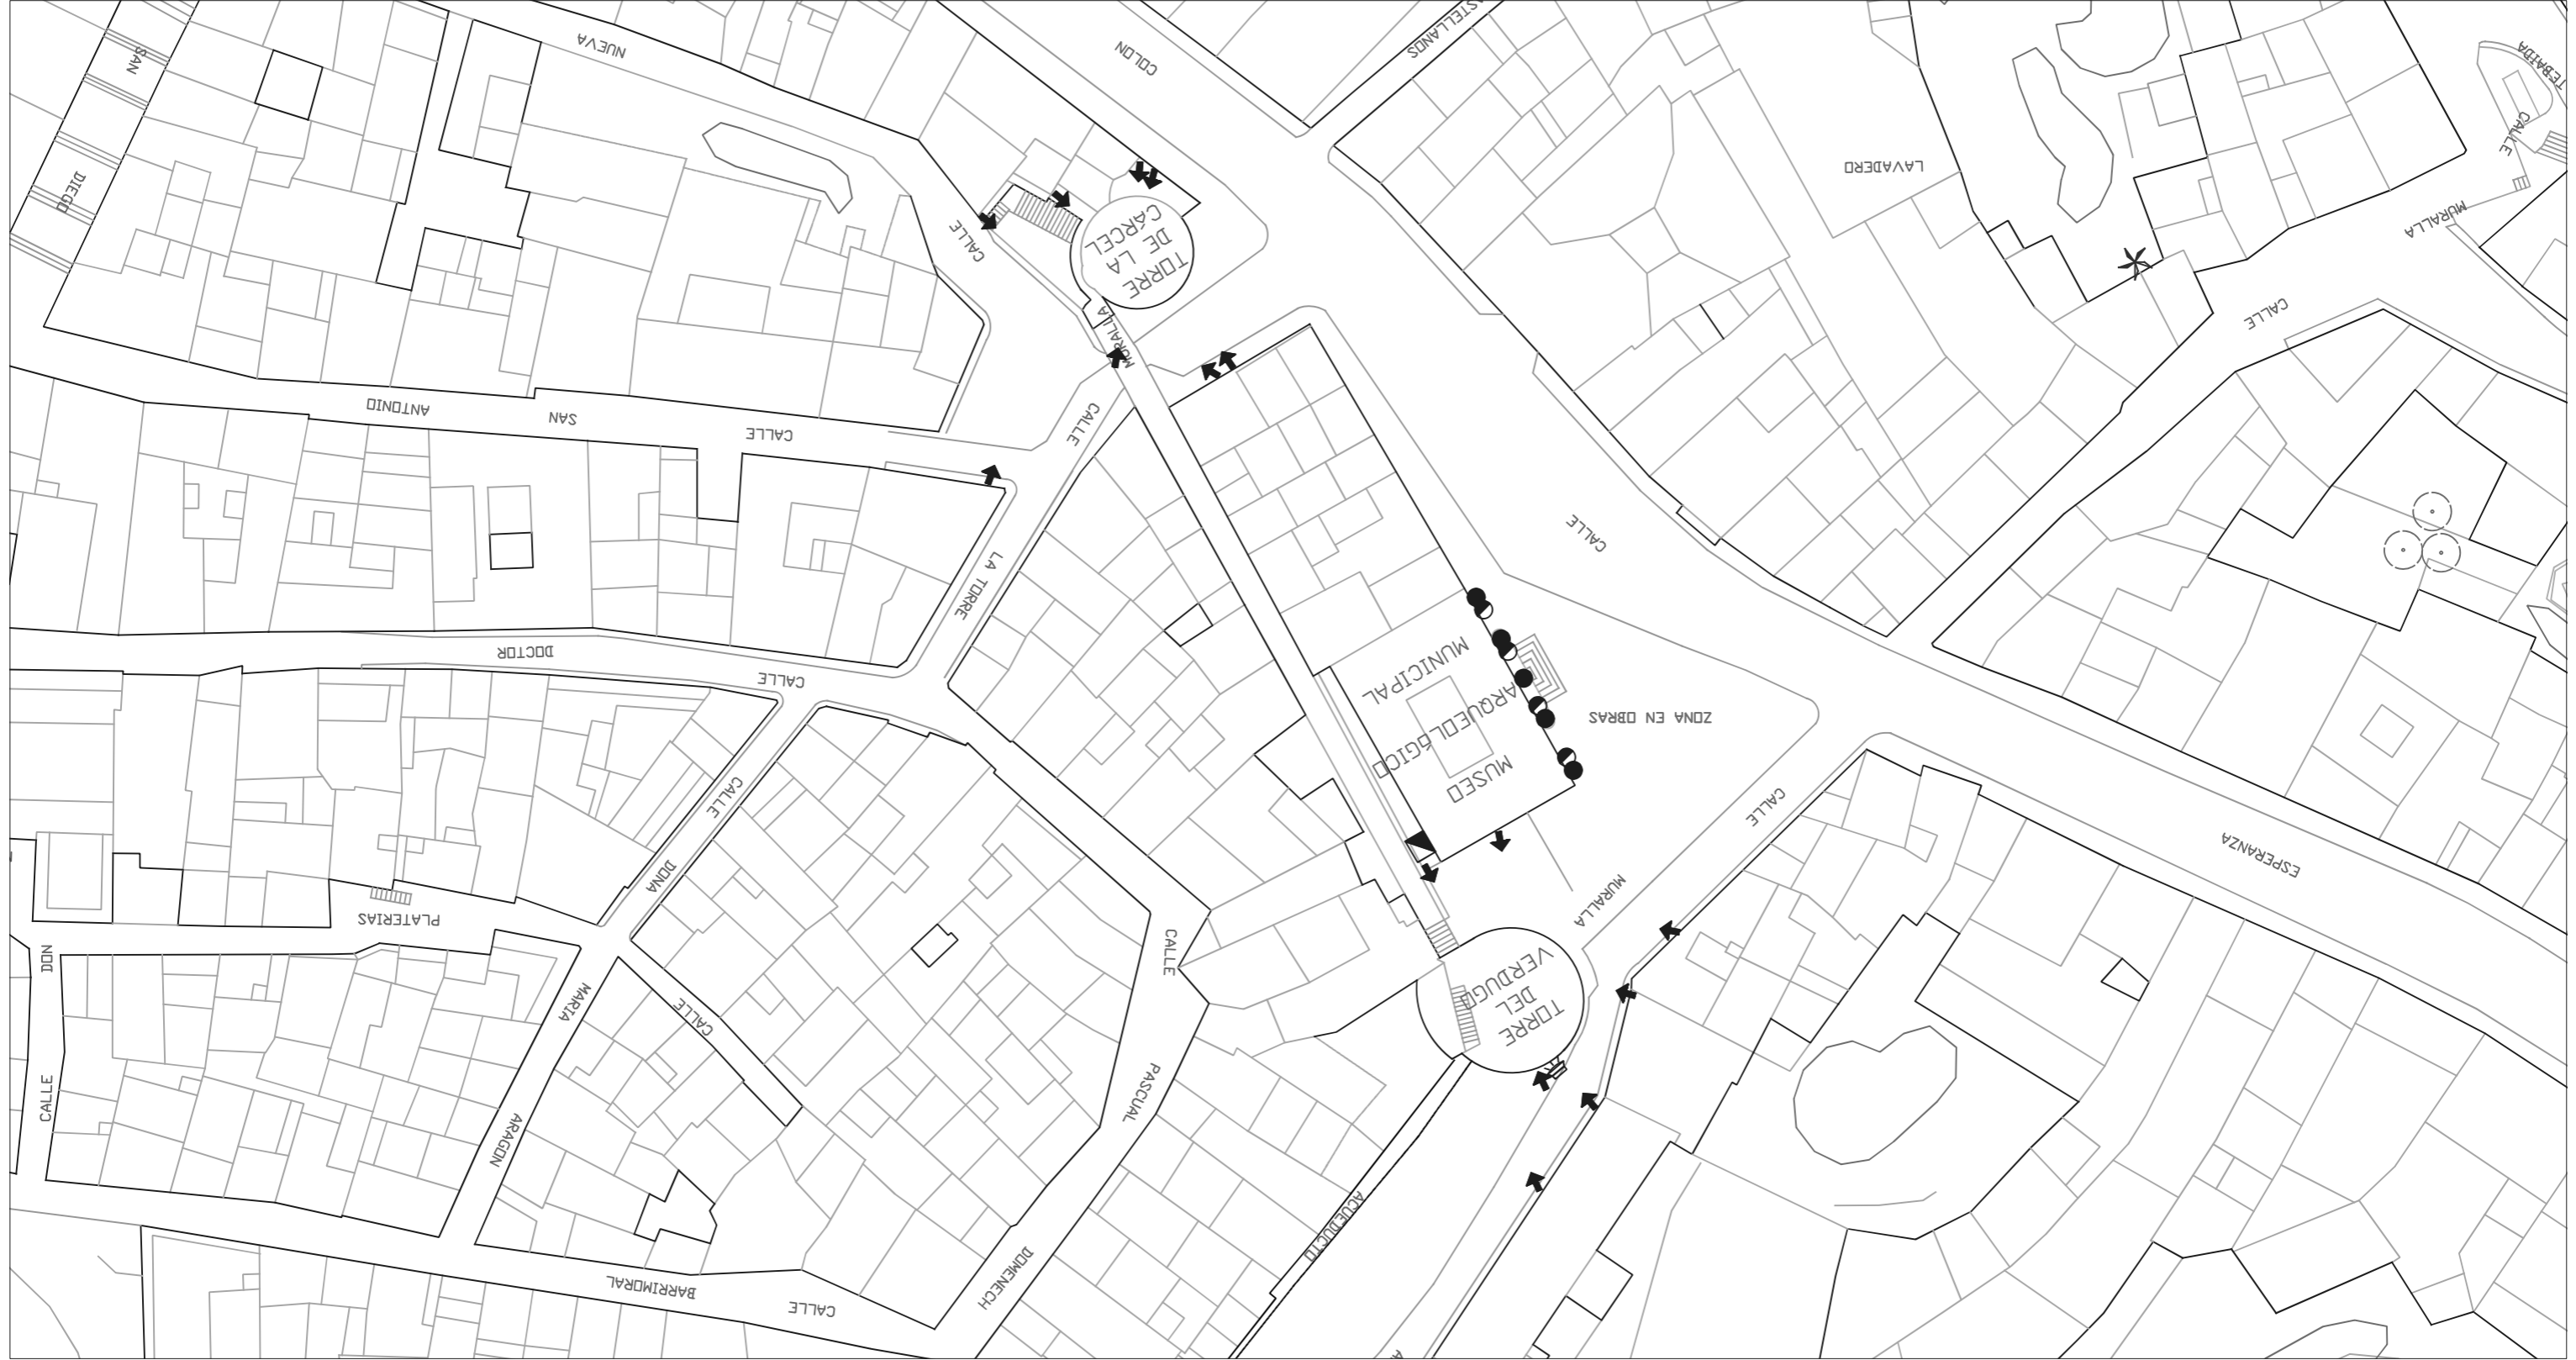 SAN
DIEGO
NUEVA
CALLE
COLON
LAVADERO
TEBAIDA
CALLE
MURALLA
CALLE
TORRE
DE LA
CÁRCEL
MURALLA
CALLE
SAN
ANTONIO
CALLE
LA TORRE
CALLE
DOCTOR
CALLE
MUSEO
ARQUEOLÓGICO
MUNICIPAL
ZONA EN OBRAS
CALLE
ESPERANZA
CALLE
MURALLA
TORRE
DEL
VERDUGO
CALLE
DONA
MARIA
ARAGON
PLATERIAS
DON
CALLE
CALLE
CALLE
PASCUAL
DOMENECH
ACUEDUCTO
CALLE
BARRIMORAL